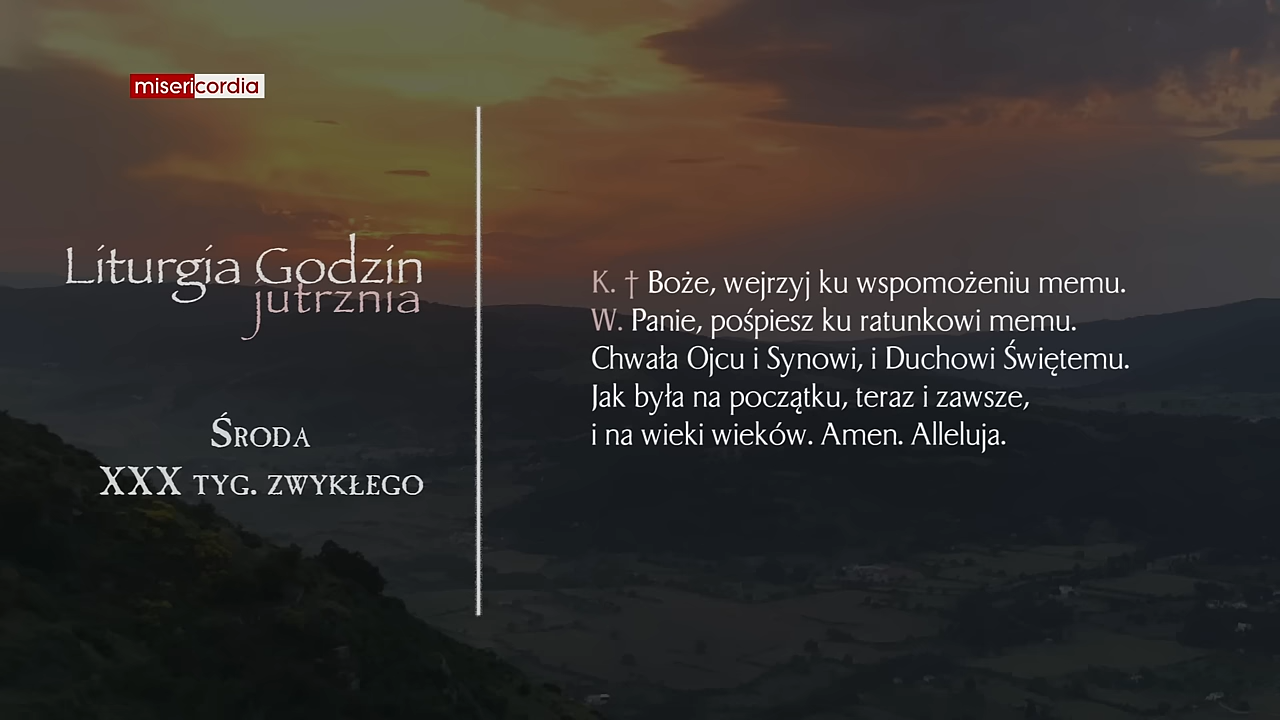 misericordia
Liturgia Godzin
jutrznia
Środa
XXX tyg. zwykłego
K. † Boże, wejrzyj ku wspomożeniu memu.
W. Panie, pośpiesz ku ratunkowi memu.
Chwała Ojcu i Synowi, i Duchowi Świętemu.
Jak była na początku, teraz i zawsze,
i na wieki wieków. Amen. Alleluja.